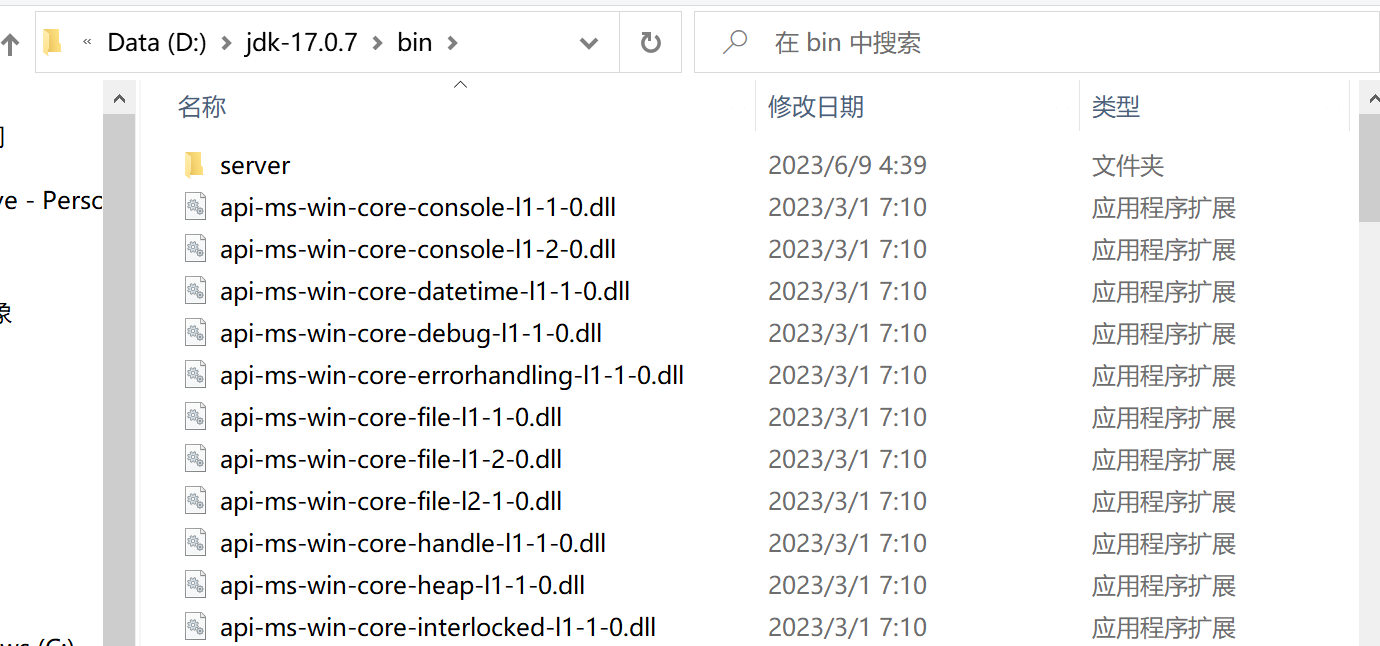 « Data (D:) > jdk-17.0.7 > bin >
在 bin 中搜索
名称 修改日期 类型
server 2023/6/9 4:39 文件夹
api-ms-win-core-console-l1-1-0.dll 2023/3/1 7:10 应用程序扩展
api-ms-win-core-console-l1-2-0.dll 2023/3/1 7:10 应用程序扩展
ve - Perso
api-ms-win-core-datetime-l1-1-0.dll 2023/3/1 7:10 应用程序扩展
api-ms-win-core-debug-l1-1-0.dll 2023/3/1 7:10 应用程序扩展
象
api-ms-win-core-errorhandling-l1-1-0.dll 2023/3/1 7:10 应用程序扩展
api-ms-win-core-file-l1-1-0.dll 2023/3/1 7:10 应用程序扩展
api-ms-win-core-file-l1-2-0.dll 2023/3/1 7:10 应用程序扩展
api-ms-win-core-file-l2-1-0.dll 2023/3/1 7:10 应用程序扩展
api-ms-win-core-handle-l1-1-0.dll 2023/3/1 7:10 应用程序扩展
api-ms-win-core-heap-l1-1-0.dll 2023/3/1 7:10 应用程序扩展
api-ms-win-core-interlocked-l1-1-0.dll 2023/3/1 7:10 应用程序扩展